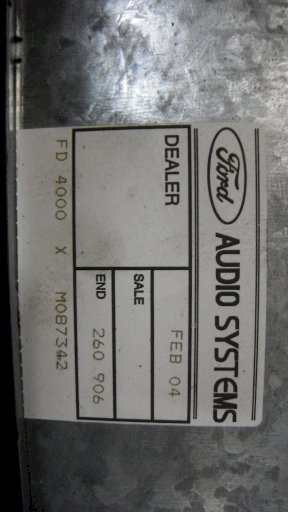 Ford AUDIO SYSTEMS
DEALER
FEB 04
SALE
END 260 906
FD 4000 X M087342